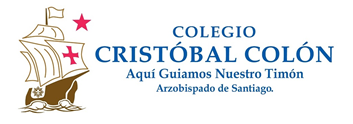 COLEGIO
CRISTÓBAL COLÓN
Aquí Guiamos Nuestro Timón
Arzobispado de Santiago.